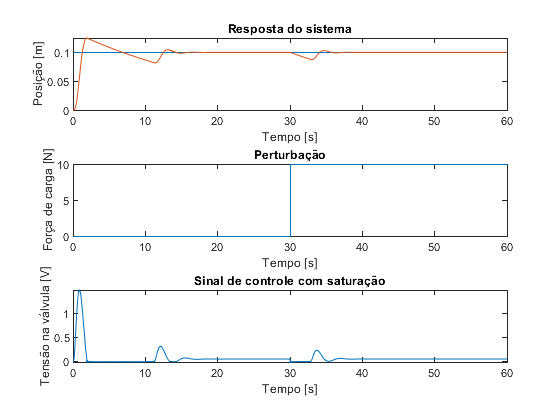 Resposta do sistema
Posição [m]
0.1
0.05
0
0 10 20 30 40 50 60
Tempo [s]
Perturbação
Força de carga [N]
10
5
0
0 10 20 30 40 50 60
Tempo [s]
Sinal de controle com saturação
Tensão na válvula [V]
1
0.5
0
0 10 20 30 40 50 60
Tempo [s]